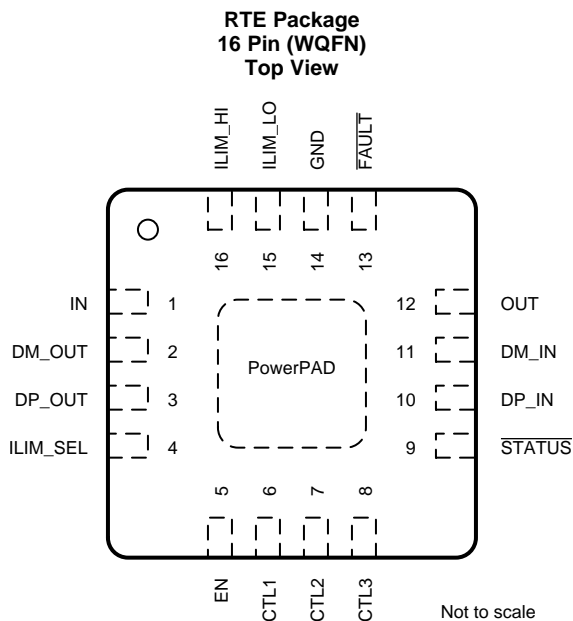 RTE Package
16 Pin (WQFN)
Top View
ILIM_HI
ILIM_LO
GND
FAULT
16
15
14
13
IN 1
12 OUT
DM_OUT 2
11 DM_IN
PowerPAD
DP_OUT 3
10 DP_IN
ILIM_SEL 4
9 STATUS
5
6
7
8
EN
CTL1
CTL2
CTL3
Not to scale